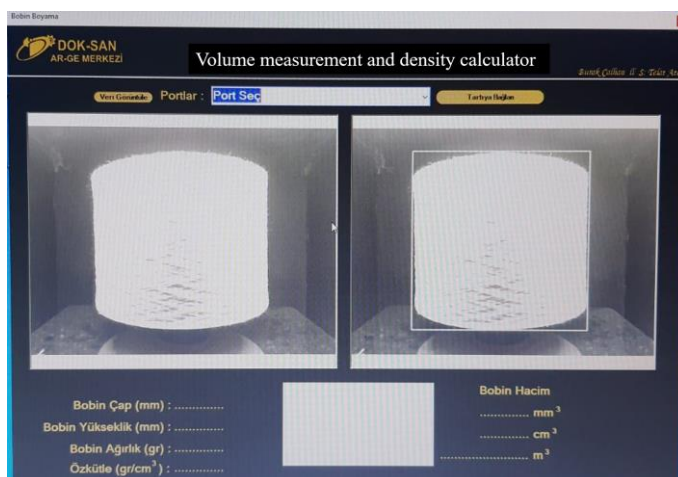 Bobin Boyama
DOK-SAN
AR-GE MERKEZİ
Volume measurement and density calculator
Veri Görüntüle
Portlar :
Port Seç
Tartıya Bağlan
Bobin Çap (mm) : .............
Bobin Yükseklik (mm) : .............
Bobin Ağırlık (gr) : .............
Özkütle (gr/cm³) : .............
Bobin Hacim
............. mm³
............. cm³
....................... m³